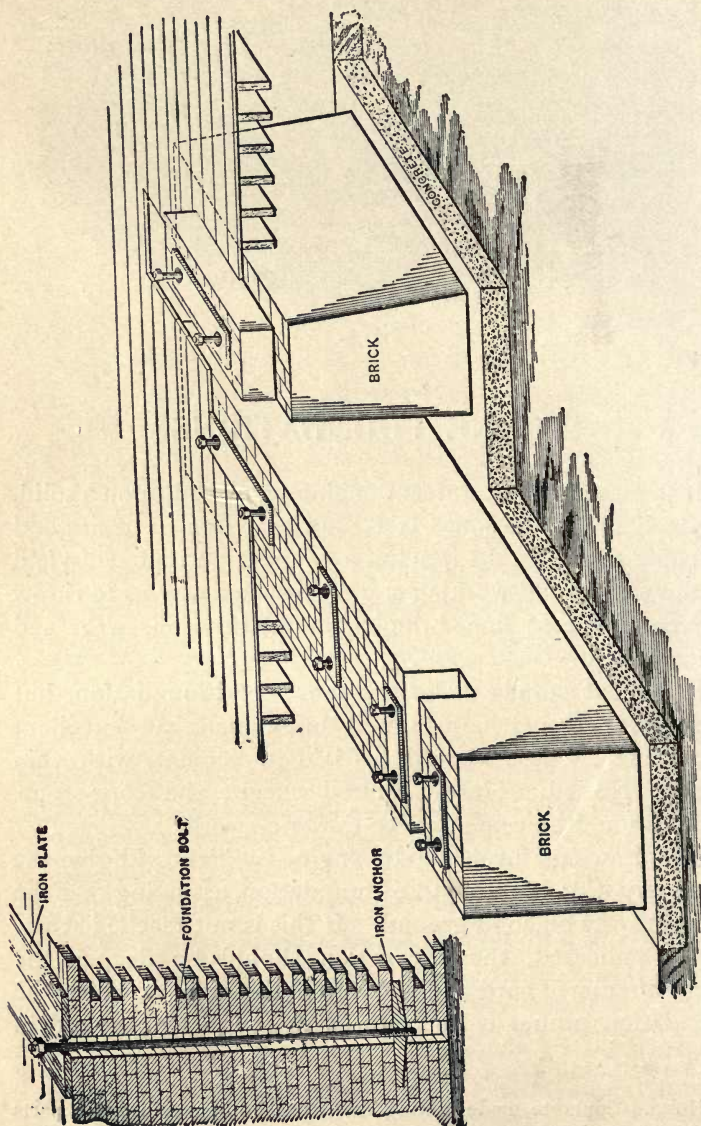 IRON PLATE
FOUNDATION BOLT
IRON ANCHOR
BRICK
BRICK
CONCRETE